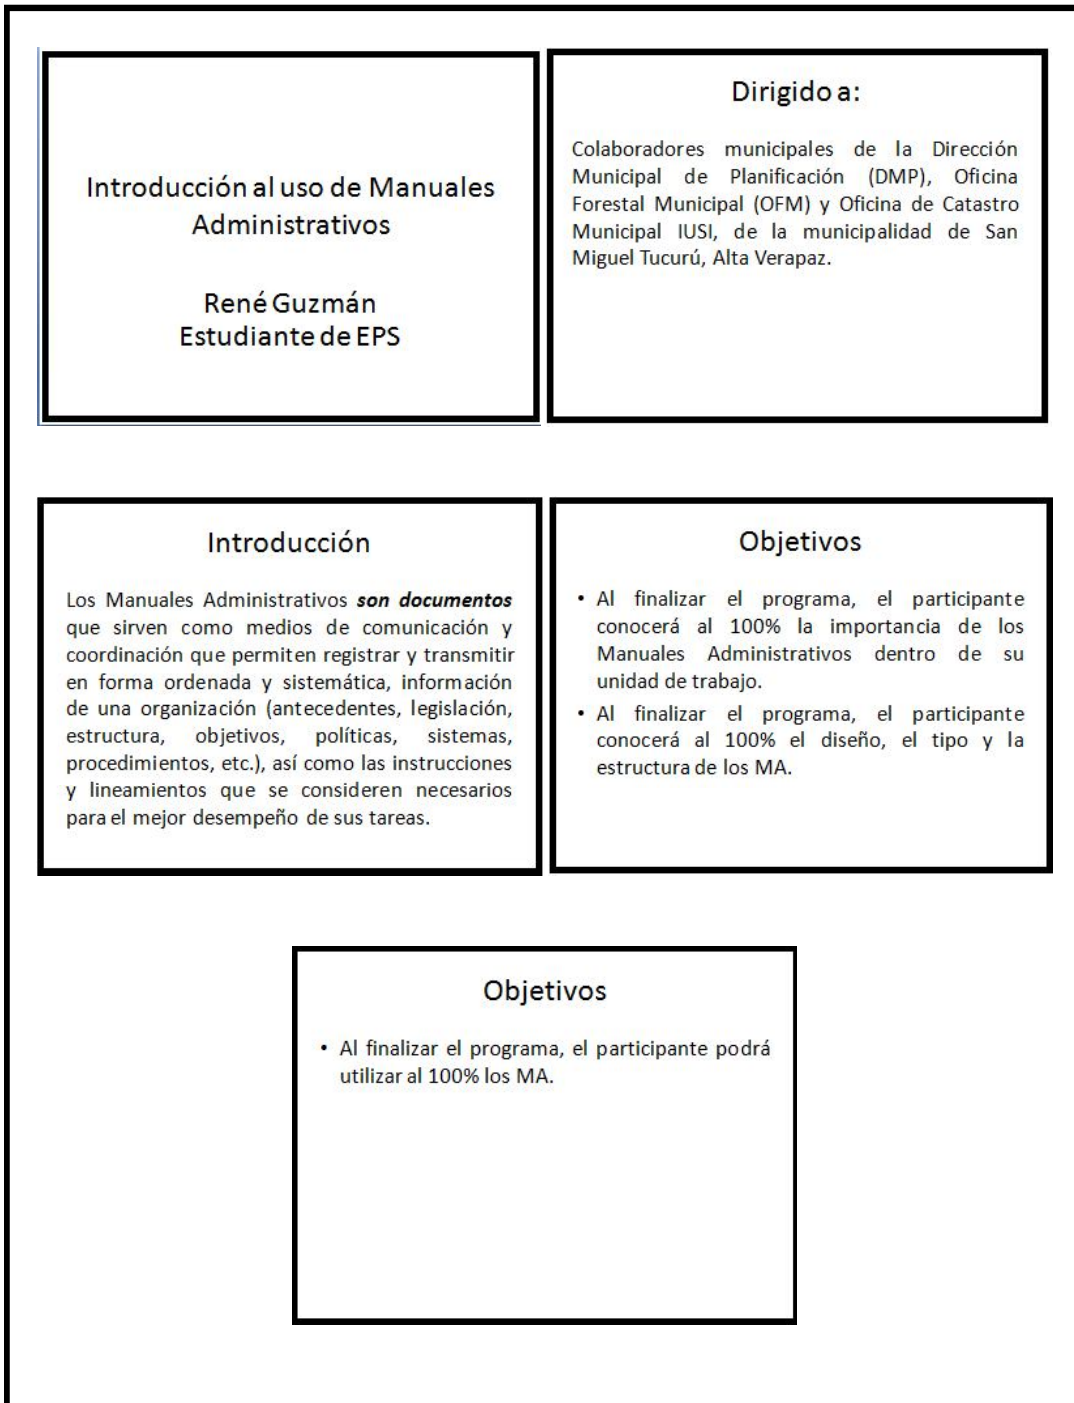 Introducción al uso de Manuales
Administrativos
René Guzmán
Estudiante de EPS
Dirigido a:
Colaboradores municipales de la Dirección
Municipal de Planificación (DMP), Oficina
Forestal Municipal (OFM) y Oficina de Catastro
Municipal IUSI, de la municipalidad de San
Miguel Tucurú, Alta Verapaz.
Introducción
Los Manuales Administrativos son documentos
que sirven como medios de comunicación y
coordinación que permiten registrar y transmitir
en forma ordenada y sistemática, información
de una organización (antecedentes, legislación,
estructura, objetivos, políticas, sistemas,
procedimientos, etc.), así como las instrucciones
y lineamientos que se consideren necesarios
para el mejor desempeño de sus tareas.
Objetivos
• Al finalizar el programa, el participante
conocerá al 100% la importancia de los
Manuales Administrativos dentro de su
unidad de trabajo.
• Al finalizar el programa, el participante
conocerá al 100% el diseño, el tipo y la
estructura de los MA.
Objetivos
• Al finalizar el programa, el participante podrá
utilizar al 100% los MA.